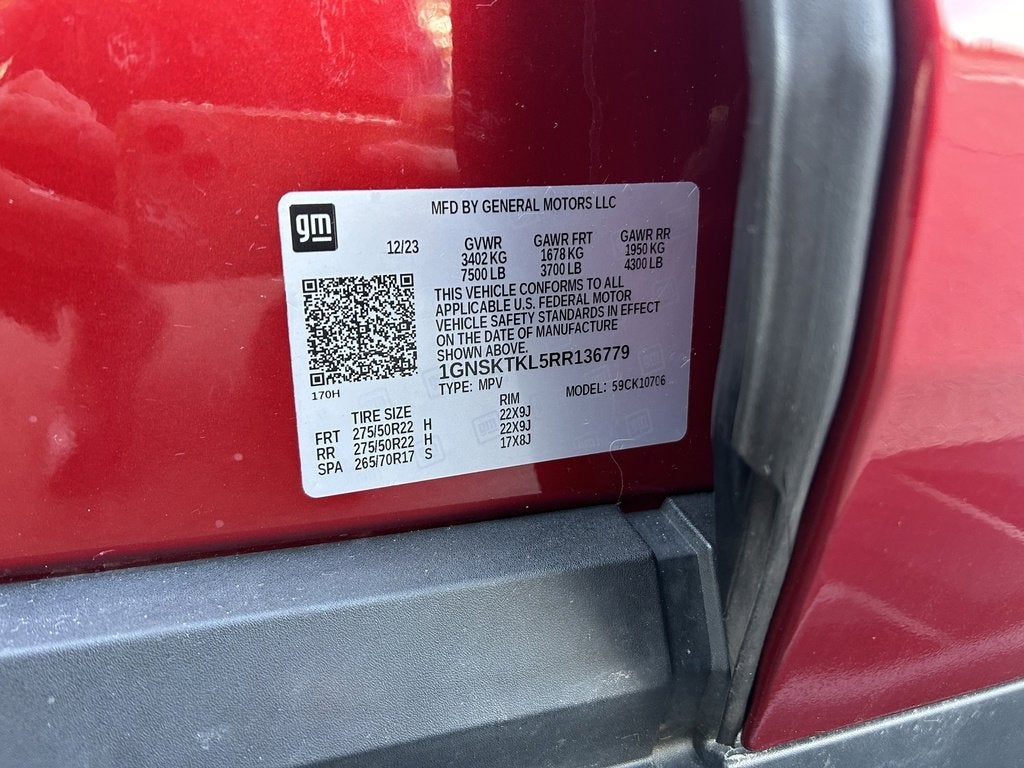 gm
MFD BY GENERAL MOTORS LLC
12/23 GVWR GAWR FRT GAWR RR
3402 KG 1678 KG 1950 KG
7500 LB 3700 LB 4300 LB
THIS VEHICLE CONFORMS TO ALL
APPLICABLE U.S. FEDERAL MOTOR
VEHICLE SAFETY STANDARDS IN EFFECT
ON THE DATE OF MANUFACTURE
SHOWN ABOVE.
1GNSKTKL5RR136779
170H
TYPE: MPV MODEL: 59CK10706
TIRE SIZE RIM
FRT 275/50R22 H 22X9J
RR 275/50R22 H 22X9J
SPA 265/70R17 S 17X8J